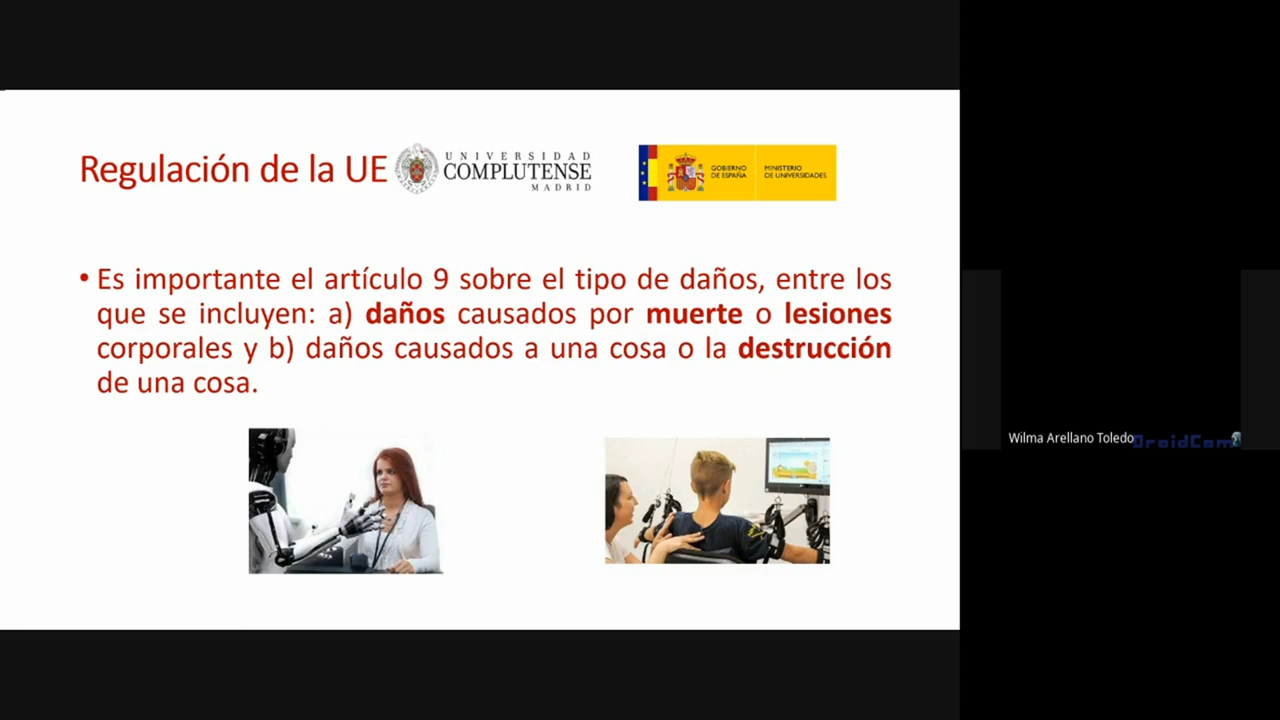 Regulación de la UE
UNIVERSIDAD
COMPLUTENSE
MADRID
GOBIERNO
DE ESPAÑA
MINISTERIO
DE UNIVERSIDADES
• Es importante el artículo 9 sobre el tipo de daños, entre los
que se incluyen: a) daños causados por muerte o lesiones
corporales y b) daños causados a una cosa o la destrucción
de una cosa.
Wilma Arellano Toledo
DroidCam